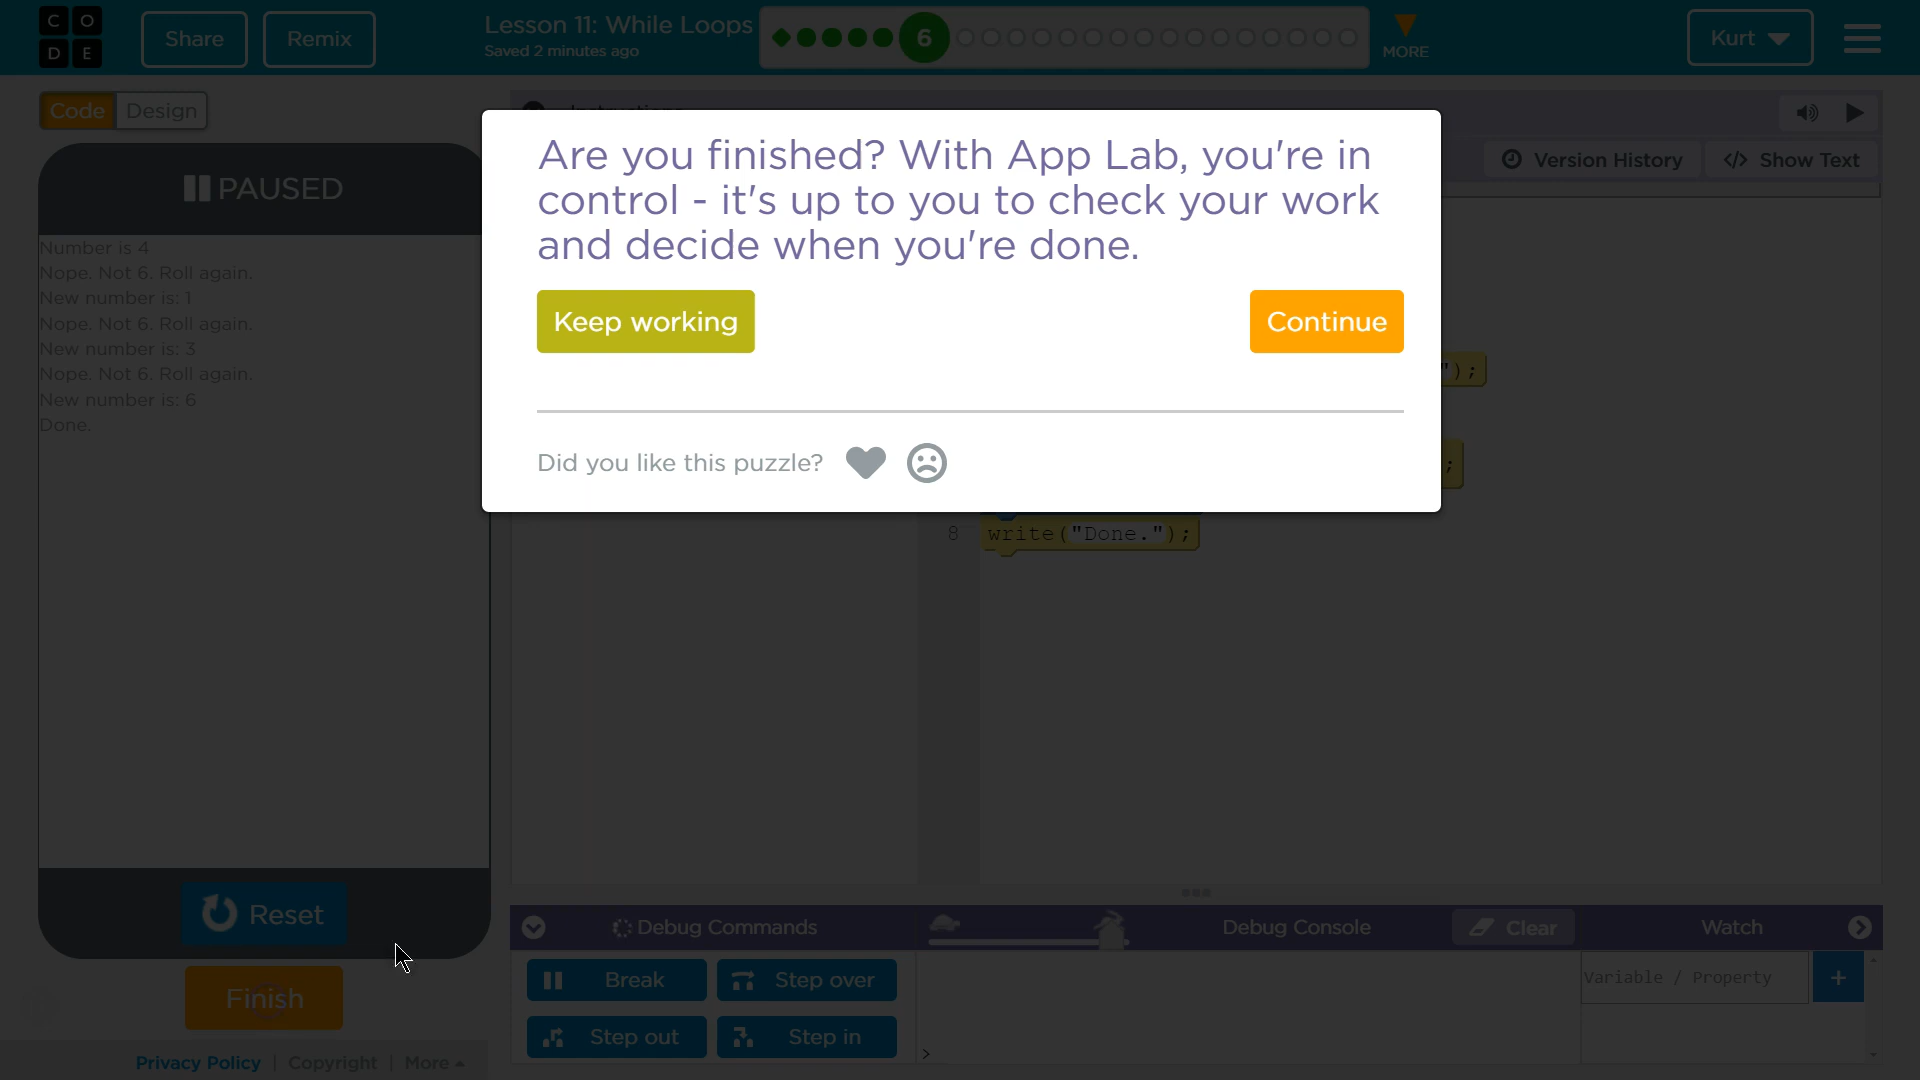 C O
D E
Share
Remix
Lesson 11: While Loops
Saved 2 minutes ago
6
MORE
Kurt
Code
Design
Version History
</> Show Text
PAUSED
Number is 4
Nope. Not 6. Roll again.
New number is: 1
Nope. Not 6. Roll again.
New number is: 3
Nope. Not 6. Roll again.
New number is: 6
Done.
Are you finished? With App Lab, you're in
control - it's up to you to check your work
and decide when you're done.
Keep working
Continue
Did you like this puzzle?
");
;
8 write("Done.");
Reset
Finish
Debug Commands
Debug Console
Clear
Watch
Break
Step over
Step out
Step in
Variable / Property
+
>
Privacy Policy | Copyright | More